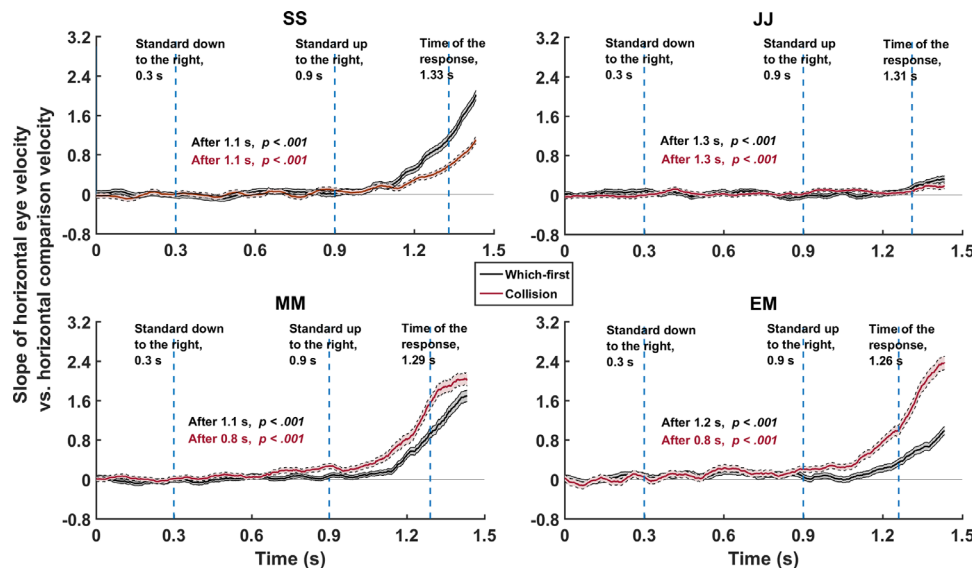 Slope of horizontal eye velocity
vs. horizontal comparison velocity
SS
3.2
2.4
1.6
0.8
0
-0.8
Standard down
to the right,
0.3 s
Standard up
to the right,
0.9 s
Time of the
response,
1.33 s
After 1.1 s, p < .001
After 1.1 s, p < .001
0
0.3
0.6
0.9
1.2
1.5
JJ
3.2
2.4
1.6
0.8
0
-0.8
Standard down
to the right,
0.3 s
Standard up
to the right,
0.9 s
Time of the
response,
1.31 s
After 1.3 s, p < .001
After 1.3 s, p < .001
0
0.3
0.6
0.9
1.2
1.5
Which-first
Collision
MM
3.2
2.4
1.6
0.8
0
-0.8
Standard down
to the right,
0.3 s
Standard up
to the right,
0.9 s
Time of the
response,
1.29 s
After 1.1 s, p < .001
After 0.8 s, p < .001
0
0.3
0.6
0.9
1.2
1.5
Time (s)
EM
3.2
2.4
1.6
0.8
0
-0.8
Standard down
to the right,
0.3 s
Standard up
to the right,
0.9 s
Time of the
response,
1.26 s
After 1.2 s, p < .001
After 0.8 s, p < .001
0
0.3
0.6
0.9
1.2
1.5
Time (s)